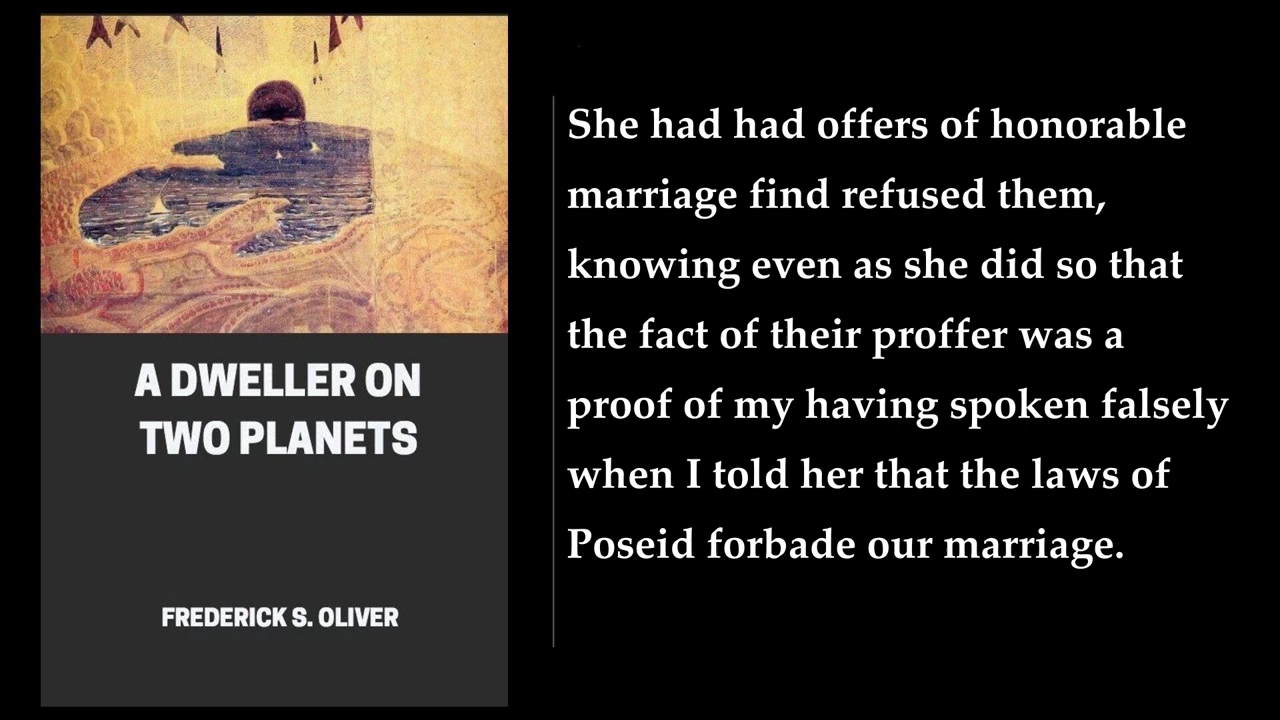 A DWELLER ON
TWO PLANETS
FREDERICK S. OLIVER
She had had offers of honorable
marriage find refused them,
knowing even as she did so that
the fact of their proffer was a
proof of my having spoken falsely
when I told her that the laws of
Poseid forbade our marriage.